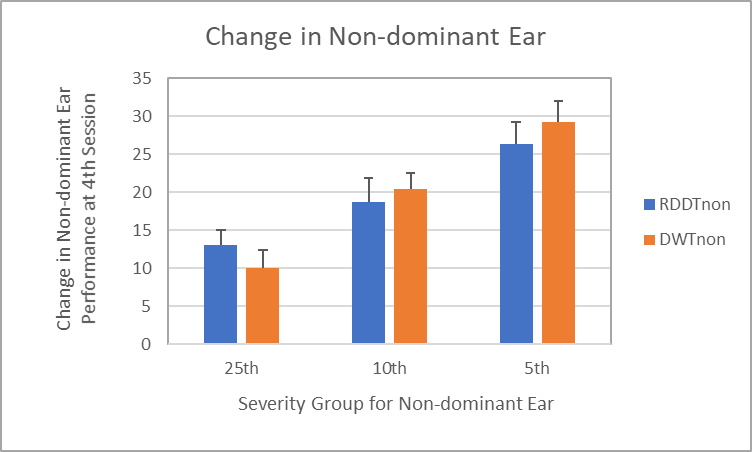 Change in Non-dominant Ear
Change in Non-dominant Ear
Performance at 4th Session
35
30
25
20
15
10
5
0
25th
10th
5th
Severity Group for Non-dominant Ear
RDDTnon
DWTnon